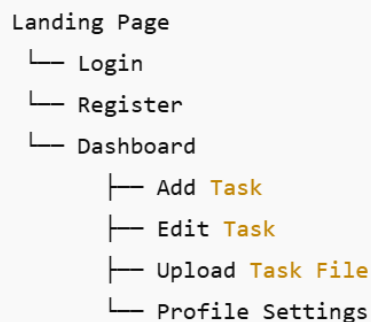 Landing Page
└── Login
└── Register
└── Dashboard
├── Add Task
├── Edit Task
├── Upload Task File
└── Profile Settings